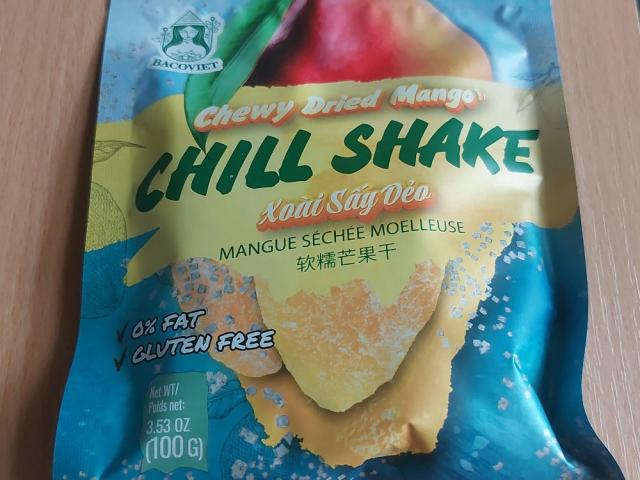 BACOVIET
Chewy Dried Mango
CHILL SHAKE
Xoài Sấy Dẻo
MANGUE SÉCHÉE MOELLEUSE
软糯芒果干
0% FAT
GLUTEN FREE
Net WT/
Poids net:
3.53 OZ
(100 G)